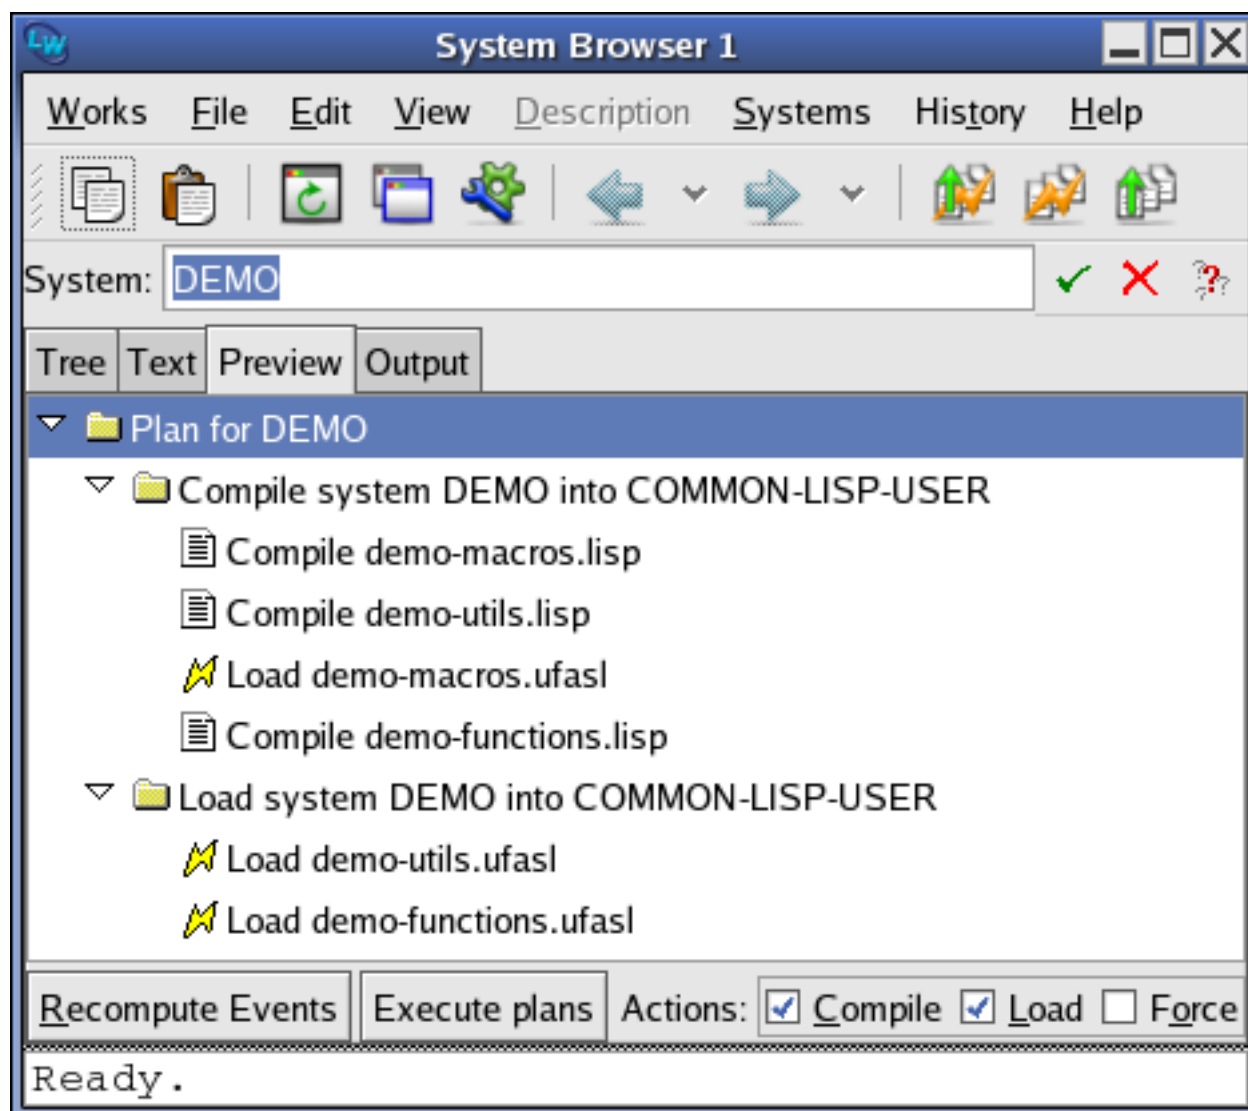 LW System Browser 1
Works File Edit View Description Systems History Help
System: DEMO
Tree Text Preview Output
Plan for DEMO
Compile system DEMO into COMMON-LISP-USER
Compile demo-macros.lisp
Compile demo-utils.lisp
Load demo-macros.ufasl
Compile demo-functions.lisp
Load system DEMO into COMMON-LISP-USER
Load demo-utils.ufasl
Load demo-functions.ufasl
Recompute Events Execute plans Actions: Compile Load Force
Ready.